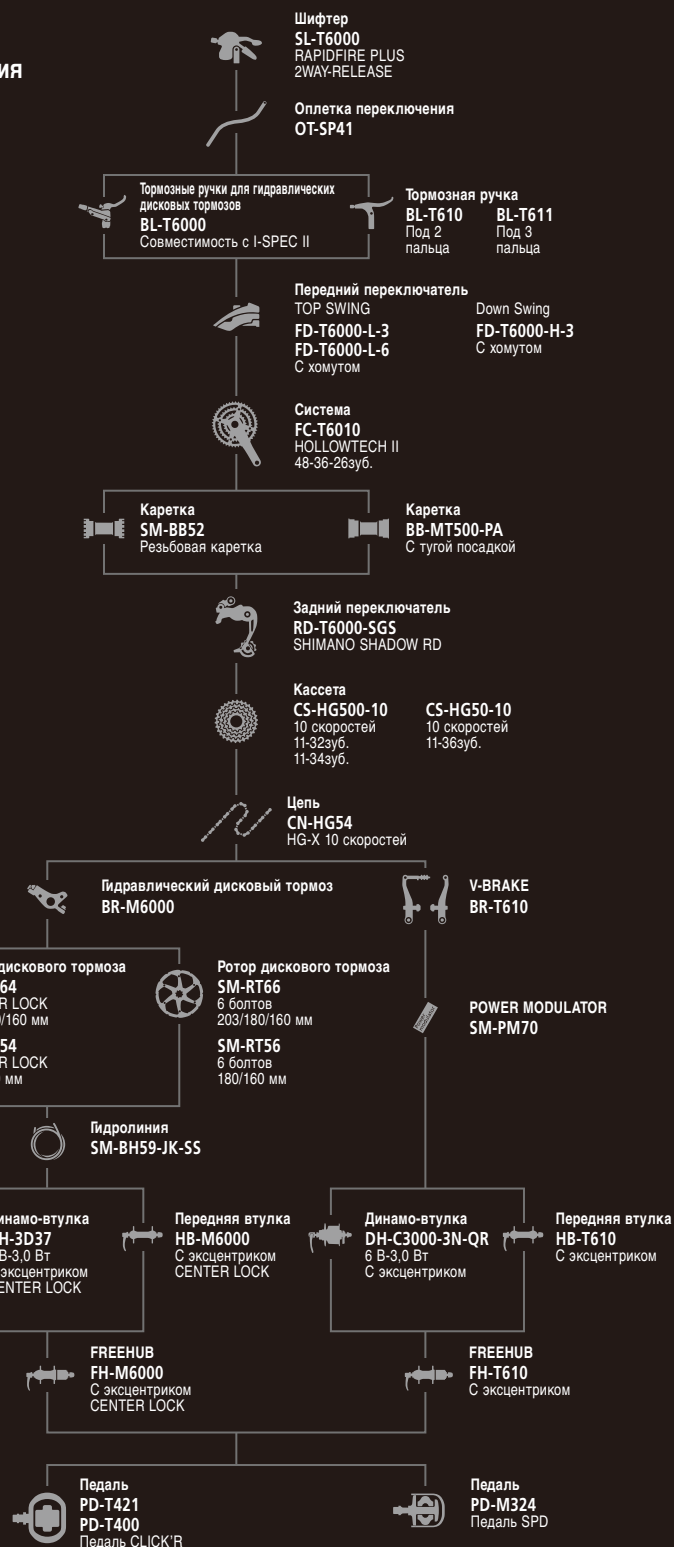 ИЯ
Шифтер
SL-T6000
RAPIDFIRE PLUS
2WAY-RELEASE
Оплетка переключения
OT-SP41
Тормозные ручки для гидравлических
дисковых тормозов
BL-T6000
Совместимость с I-SPEC II
Тормозная ручка
BL-T610
Под 2
пальца
BL-T611
Под 3
пальца
Передний переключатель
TOP SWING
FD-T6000-L-3
FD-T6000-L-6
С хомутом
Down Swing
FD-T6000-H-3
С хомутом
Система
FC-T6010
HOLLOWTECH II
48-36-26зуб.
Каретка
SM-BB52
Резьбовая каретка
Каретка
BB-MT500-PA
С тугой посадкой
Задний переключатель
RD-T6000-SGS
SHIMANO SHADOW RD
Кассета
CS-HG500-10
10 скоростей
11-32зуб.
11-34зуб.
CS-HG50-10
10 скоростей
11-36зуб.
Цепь
CN-HG54
HG-X 10 скоростей
Гидравлический дисковый тормоз
BR-M6000
V-BRAKE
BR-T610
дискового тормоза
64
R LOCK
/160 мм
54
R LOCK
мм
Ротор дискового тормоза
SM-RT66
6 болтов
203/180/160 мм
SM-RT56
6 болтов
180/160 мм
POWER MODULATOR
SM-PM70
Гидролиния
SM-BH59-JK-SS
инамо-втулка
H-3D37
В-3,0 Вт
эксцентриком
ENTER LOCK
Передняя втулка
HB-M6000
С эксцентриком
CENTER LOCK
Динамо-втулка
DH-C3000-3N-QR
6 В-3,0 Вт
С эксцентриком
Передняя втулка
HB-T610
С эксцентриком
FREEHUB
FH-M6000
С эксцентриком
CENTER LOCK
FREEHUB
FH-T610
С эксцентриком
Педаль
PD-T421
PD-T400
Педаль CLICK'R
Педаль
PD-M324
Педаль SPD